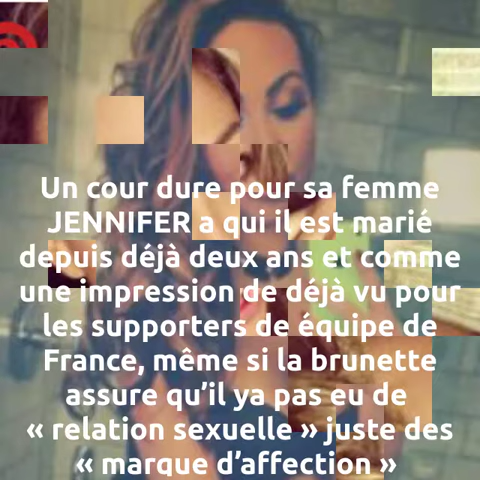 Un cour dure pour sa femme
JENNIFER a qui il est marié
depuis déjà deux ans et comme
une impression de déjà vu pour
les supporters de équipe de
France, même si la brunette
assure qu'il ya pas eu de
« relation sexuelle » juste des
« marque d'affection »